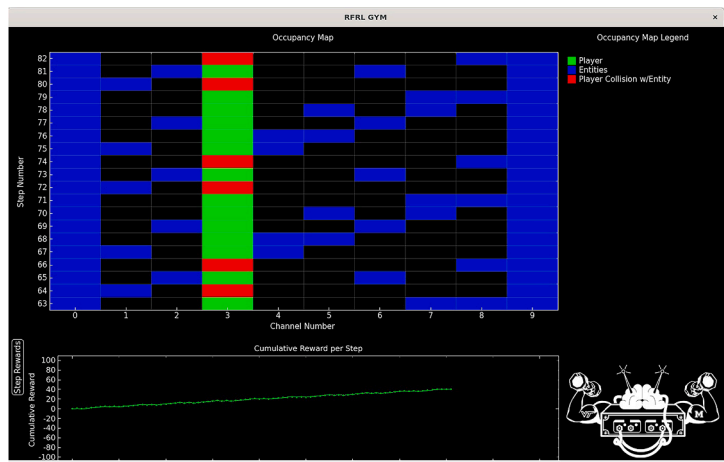 RFRL GYM
×
Occupancy Map
Occupancy Map Legend
Player
Entities
Player Collision w/Entity
82
81
80
79
78
77
76
75
74
73
72
71
70
69
68
67
66
65
64
63
Step Number
0 1 2 3 4 5 6 7 8 9
Channel Number
Step Rewards
Cumulative Reward per Step
100
80
60
40
20
0
-20
-40
-60
-80
-100
Cumulative Reward
M